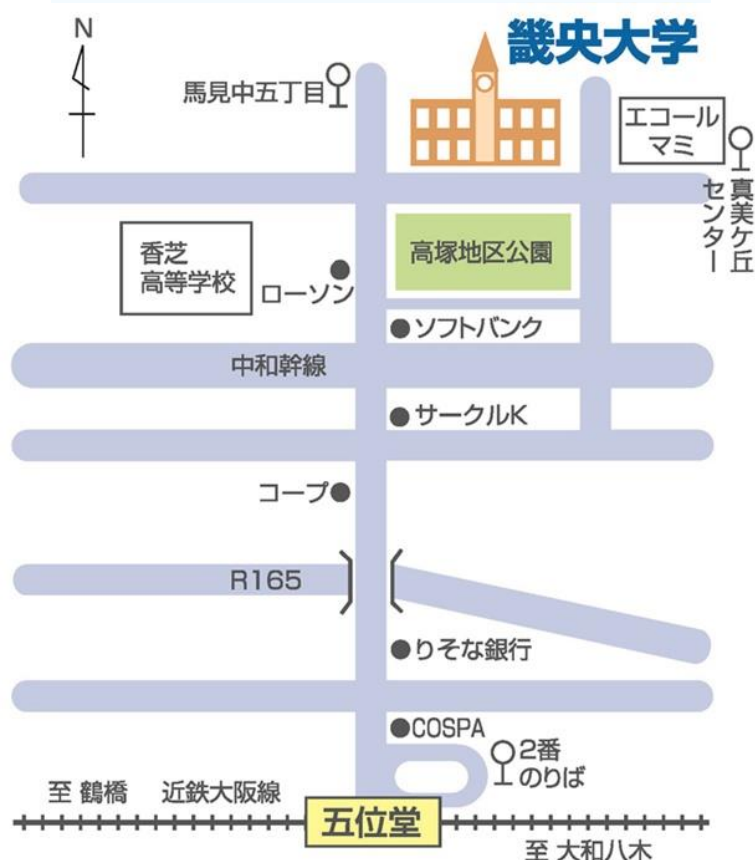 N
畿央大学
馬見中五丁目
エコール
マミ
真美ケ丘
センター
香芝
高等学校
高塚地区公園
ローソン
ソフトバンク
中和幹線
サークルK
コープ
R165
りそな銀行
COSPA
2番
のりば
至 鶴橋
近鉄大阪線
五位堂
至 大和八木